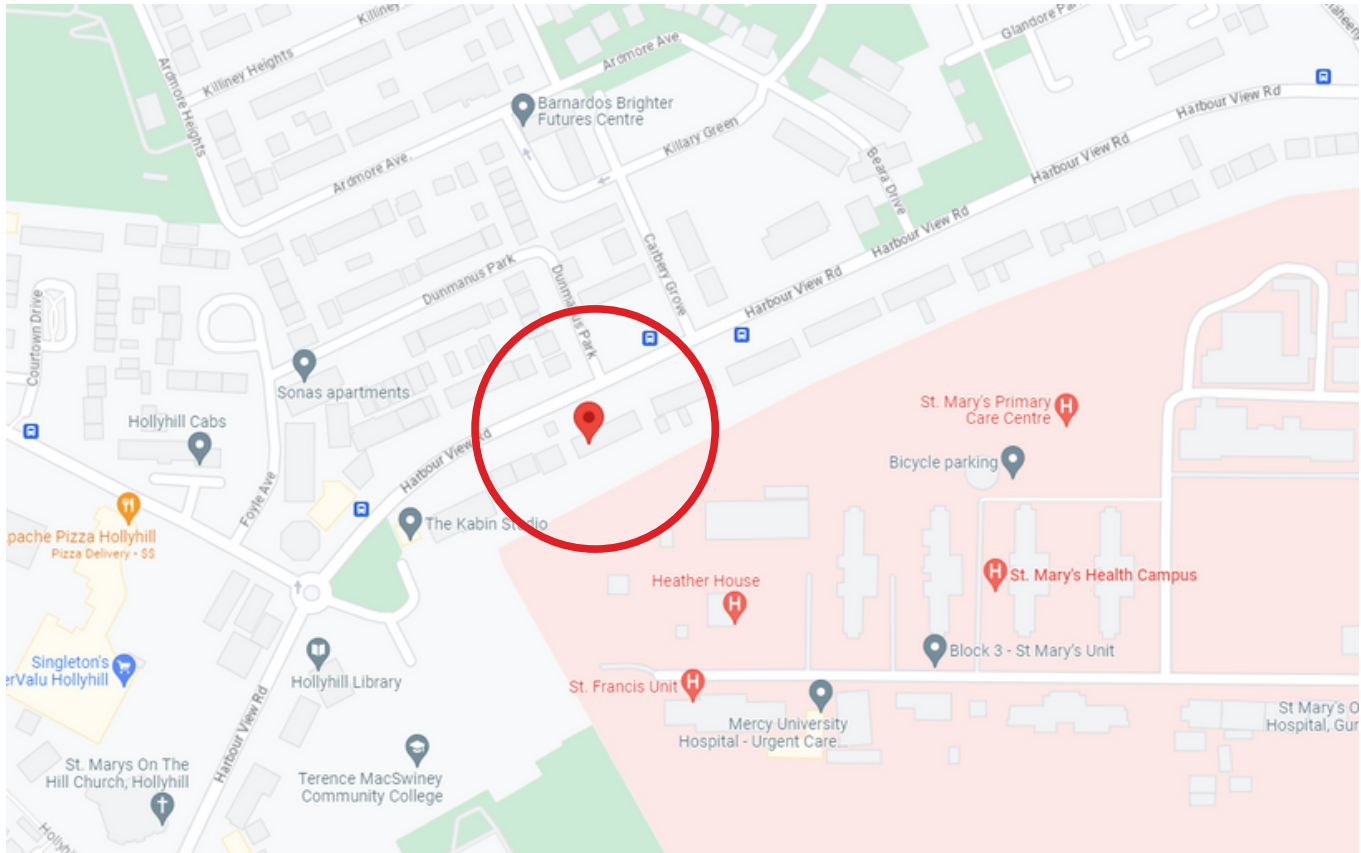 Killiney
Glandore Pa
Ardmore Ave.
Killiney Heights
Ardmore Heights
Barnardos Brighter
Futures Centre
Harbour View Rd
Killary Green
Ardmore Ave.
Harbour View Rd
Beara Drive
Carbery Grove
Harbour View Rd
Dunmanus Park
Dunmanus Park
Harbour View Rd
Courtown Drive
Sonas apartments
St. Mary's Primary
Care Centre
Hollyhill Cabs
Harbour View Rd
Bicycle parking
Foyle Ave
The Kabin Studio
pache Pizza Hollyhill
Pizza Delivery • $$
Heather House
St. Mary's Health Campus
Block 3 - St Mary's Unit
Singleton's
erValu Hollyhill
Hollyhill Library
St. Francis Unit
Harbour View Rd
Mercy University
Hospital - Urgent Care...
St Mary's O
Hospital, Gur
St. Marys On The
Hill Church, Hollyhill
Terence MacSwiney
Community College
Hollyh